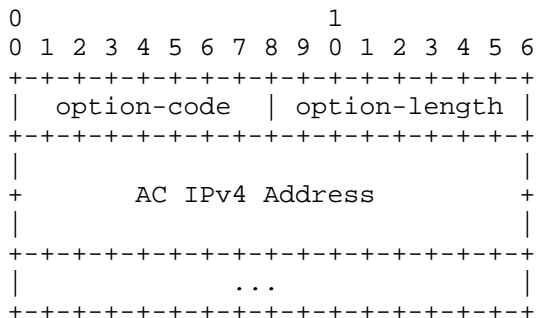 0                   1
0 1 2 3 4 5 6 7 8 9 0 1 2 3 4 5 6
+-+-+-+-+-+-+-+-+-+-+-+-+-+-+-+-+
|  option-code  | option-length |
+-+-+-+-+-+-+-+-+-+-+-+-+-+-+-+-+
|                               |
+       AC IPv4 Address         +
|                               |
+-+-+-+-+-+-+-+-+-+-+-+-+-+-+-+-+
|             ...               |
+-+-+-+-+-+-+-+-+-+-+-+-+-+-+-+-+